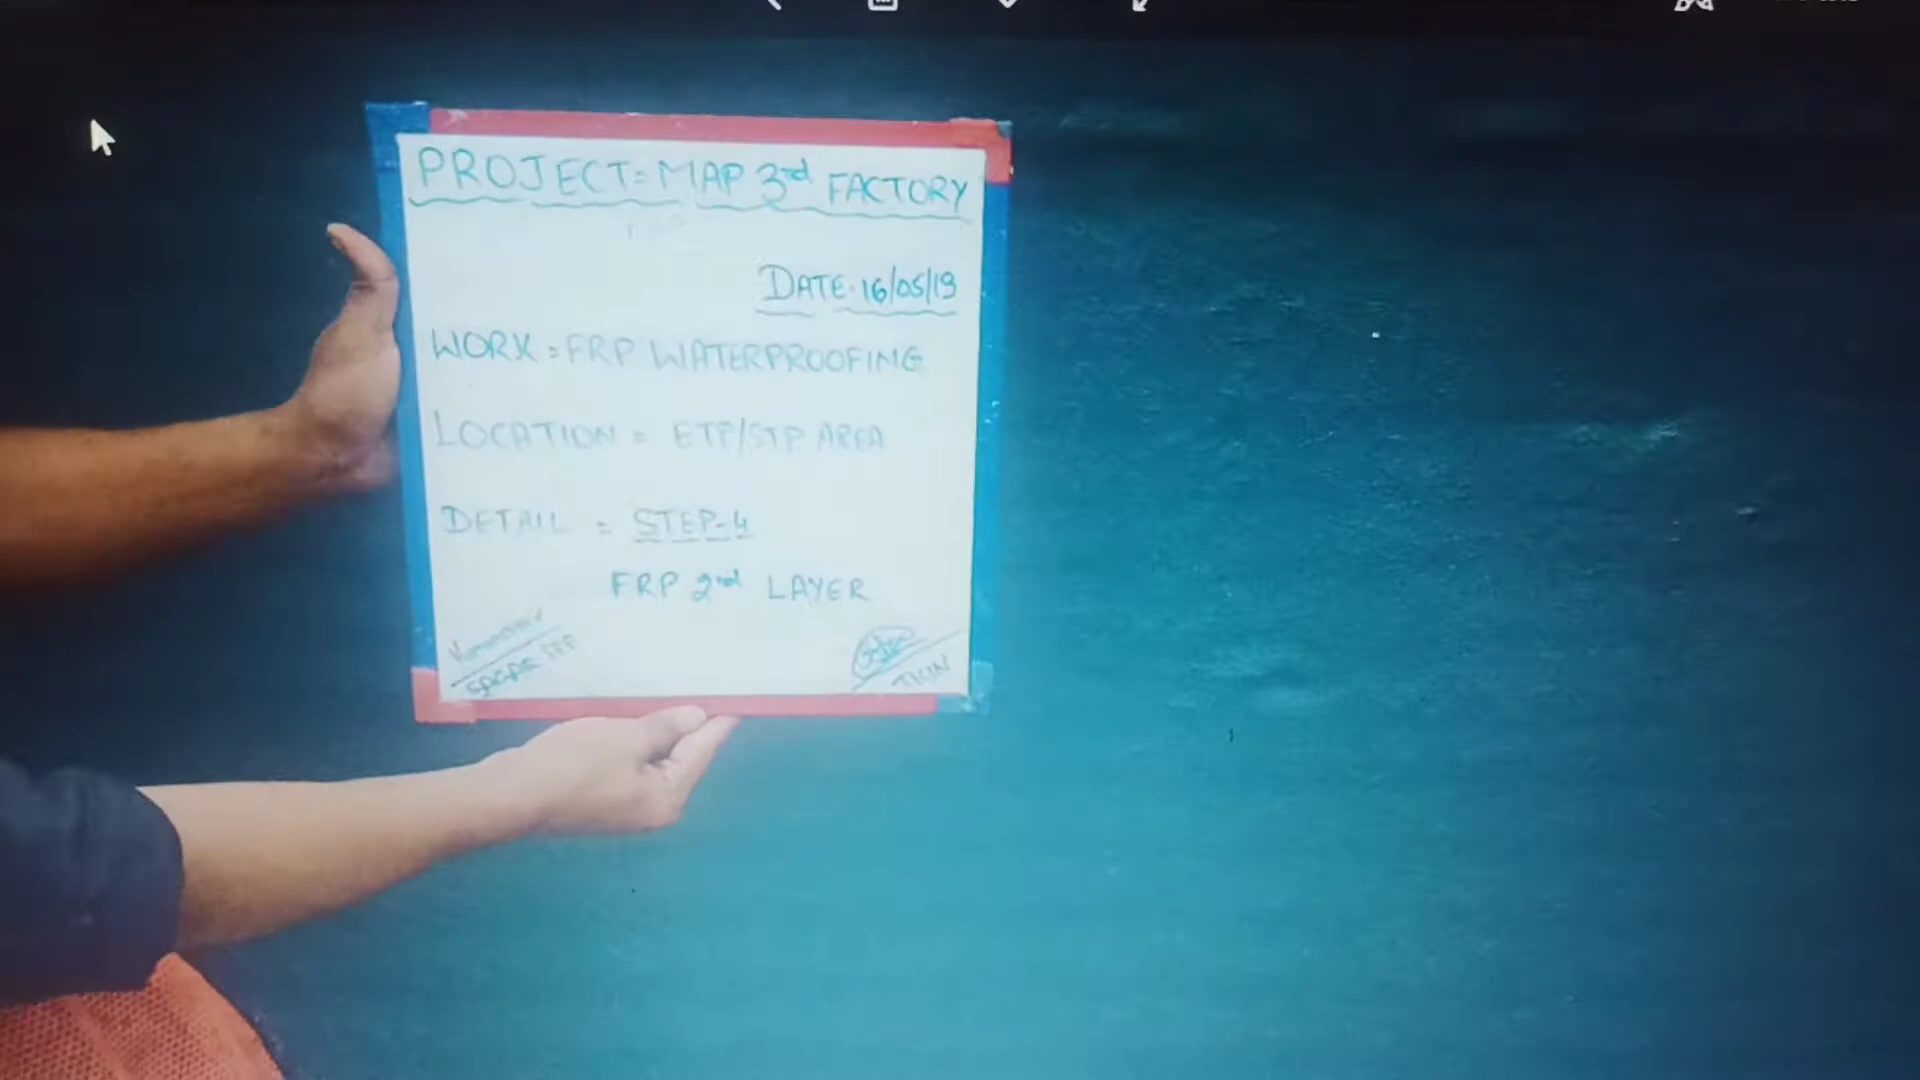 PROJECT = MAP 3rd FACTORY
DATE. 16/05/19
WORK = FRP WATERPROOFING
LOCATION = ETP/STP AREA
DETAIL = STEP-4
FRP 2nd LAYER
TKIN